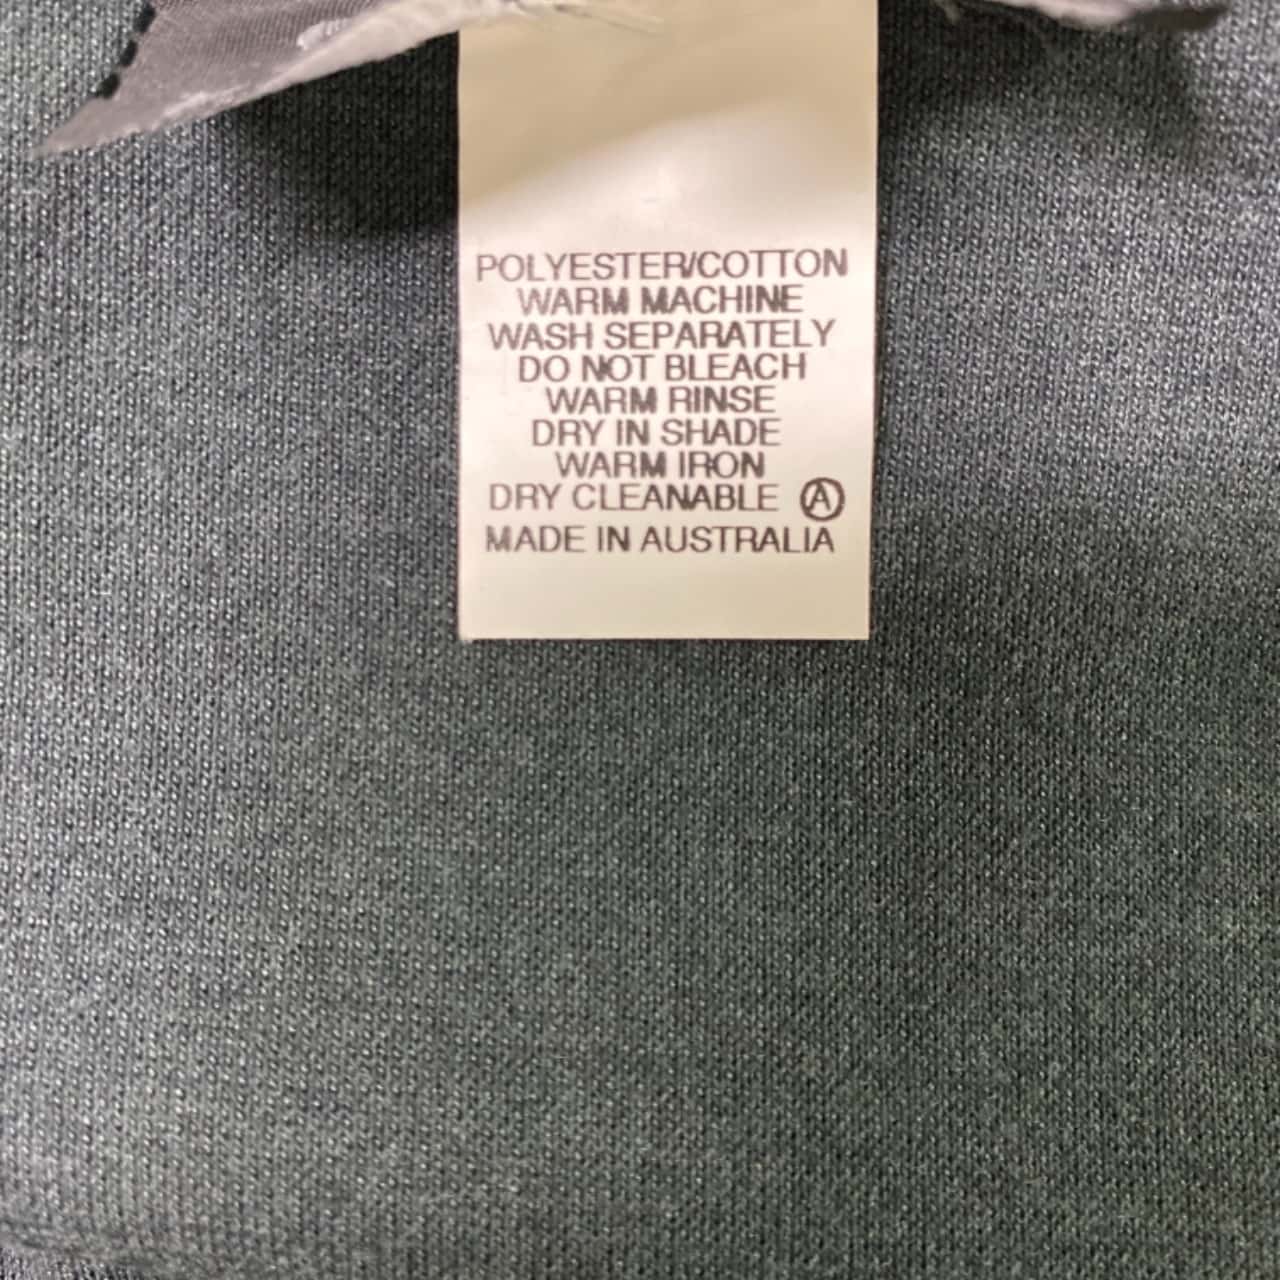 POLYESTER/COTTON
WARM MACHINE
WASH SEPARATELY
DO NOT BLEACH
WARM RINSE
DRY IN SHADE
WARM IRON
DRY CLEANABLE Ⓐ
MADE IN AUSTRALIA